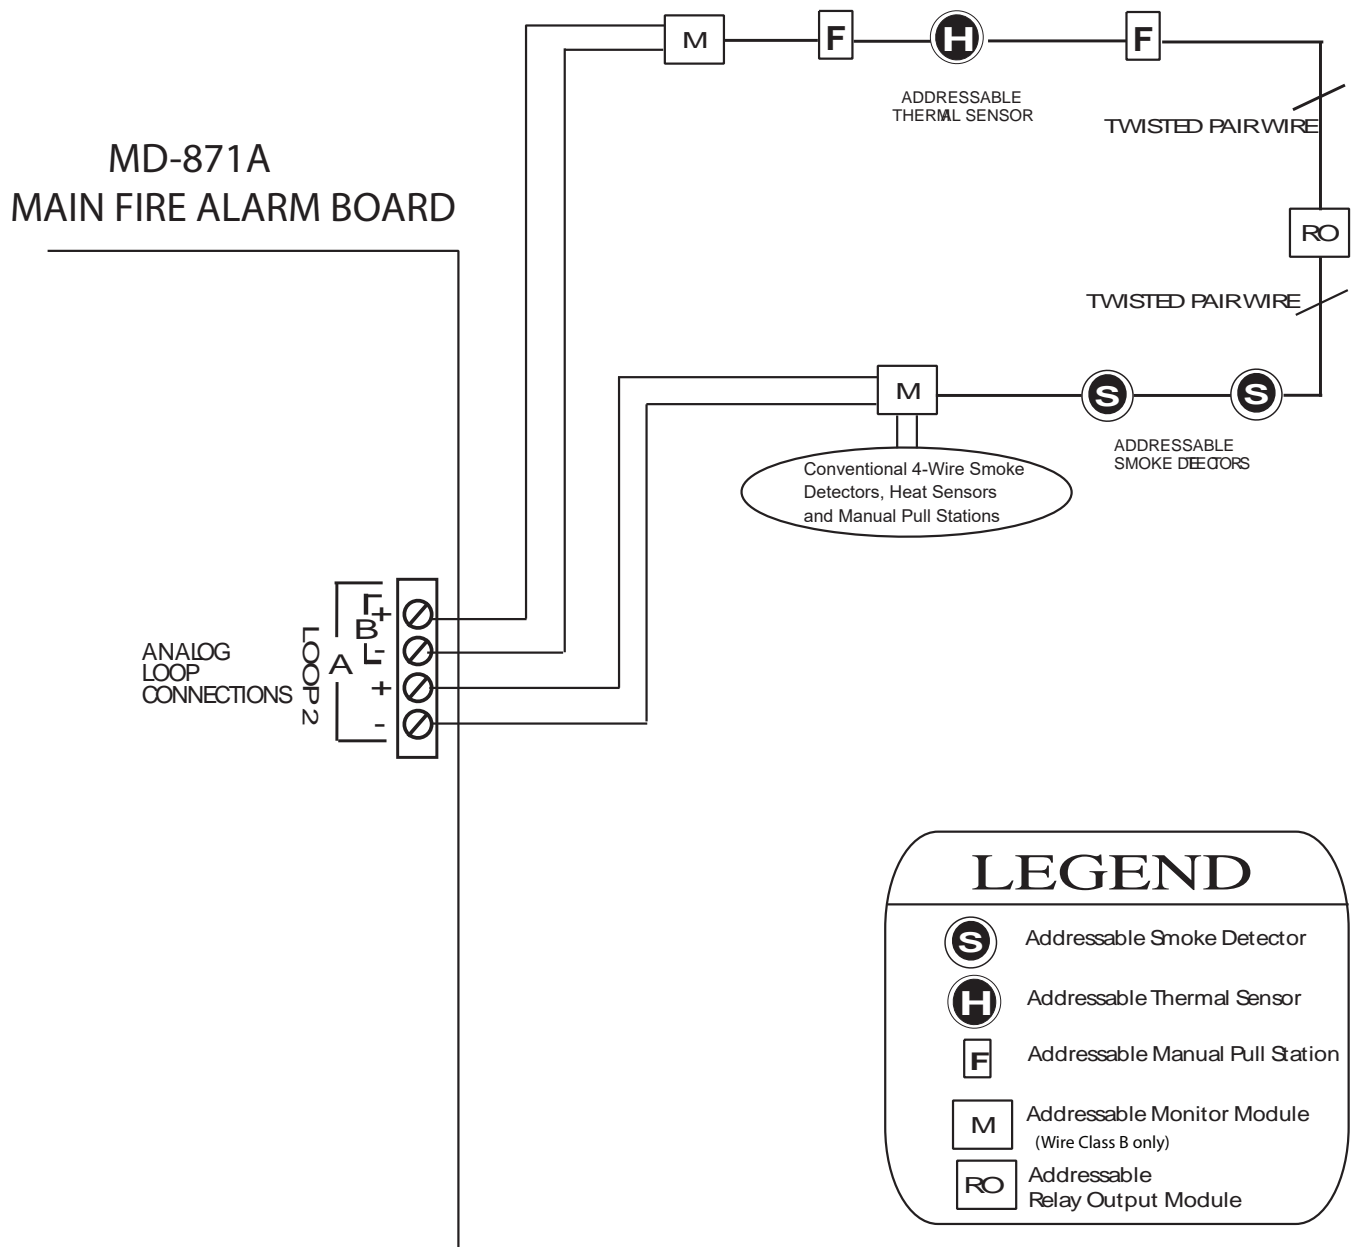 M
F
H
F
ADDRESSABLE
THERMAL SENSOR
TWISTED PAIR WIRE
MD-871A
MAIN FIRE ALARM BOARD
RO
TWISTED PAIR WIRE
M
S
S
ADDRESSABLE
SMOKE DETECTORS
Conventional 4-Wire Smoke
Detectors, Heat Sensors
and Manual Pull Stations
ANALOG
LOOP
CONNECTIONS
LOOP 2
A
B
+
-
+
-
LEGEND
S Addressable Smoke Detector
H Addressable Thermal Sensor
F Addressable Manual Pull Station
M Addressable Monitor Module
(Wire Class B only)
RO Addressable
Relay Output Module